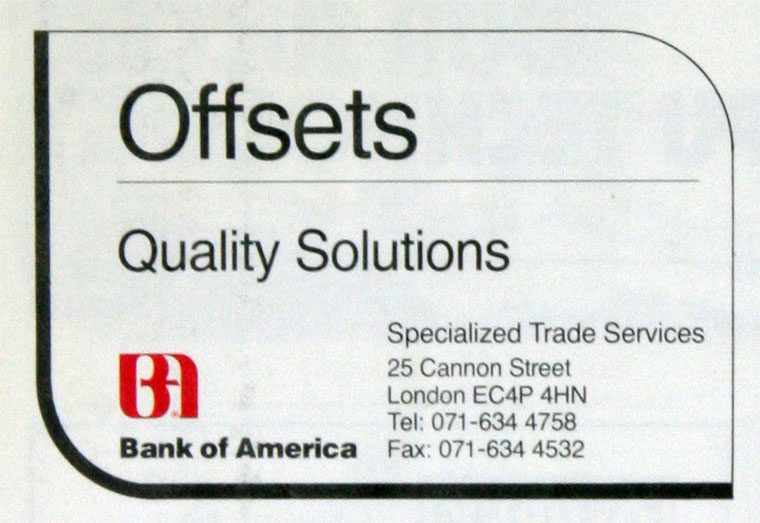 Offsets
Quality Solutions
Specialized Trade Services
25 Cannon Street
London EC4P 4HN
Tel: 071-634 4758
Fax: 071-634 4532
BA
Bank of America